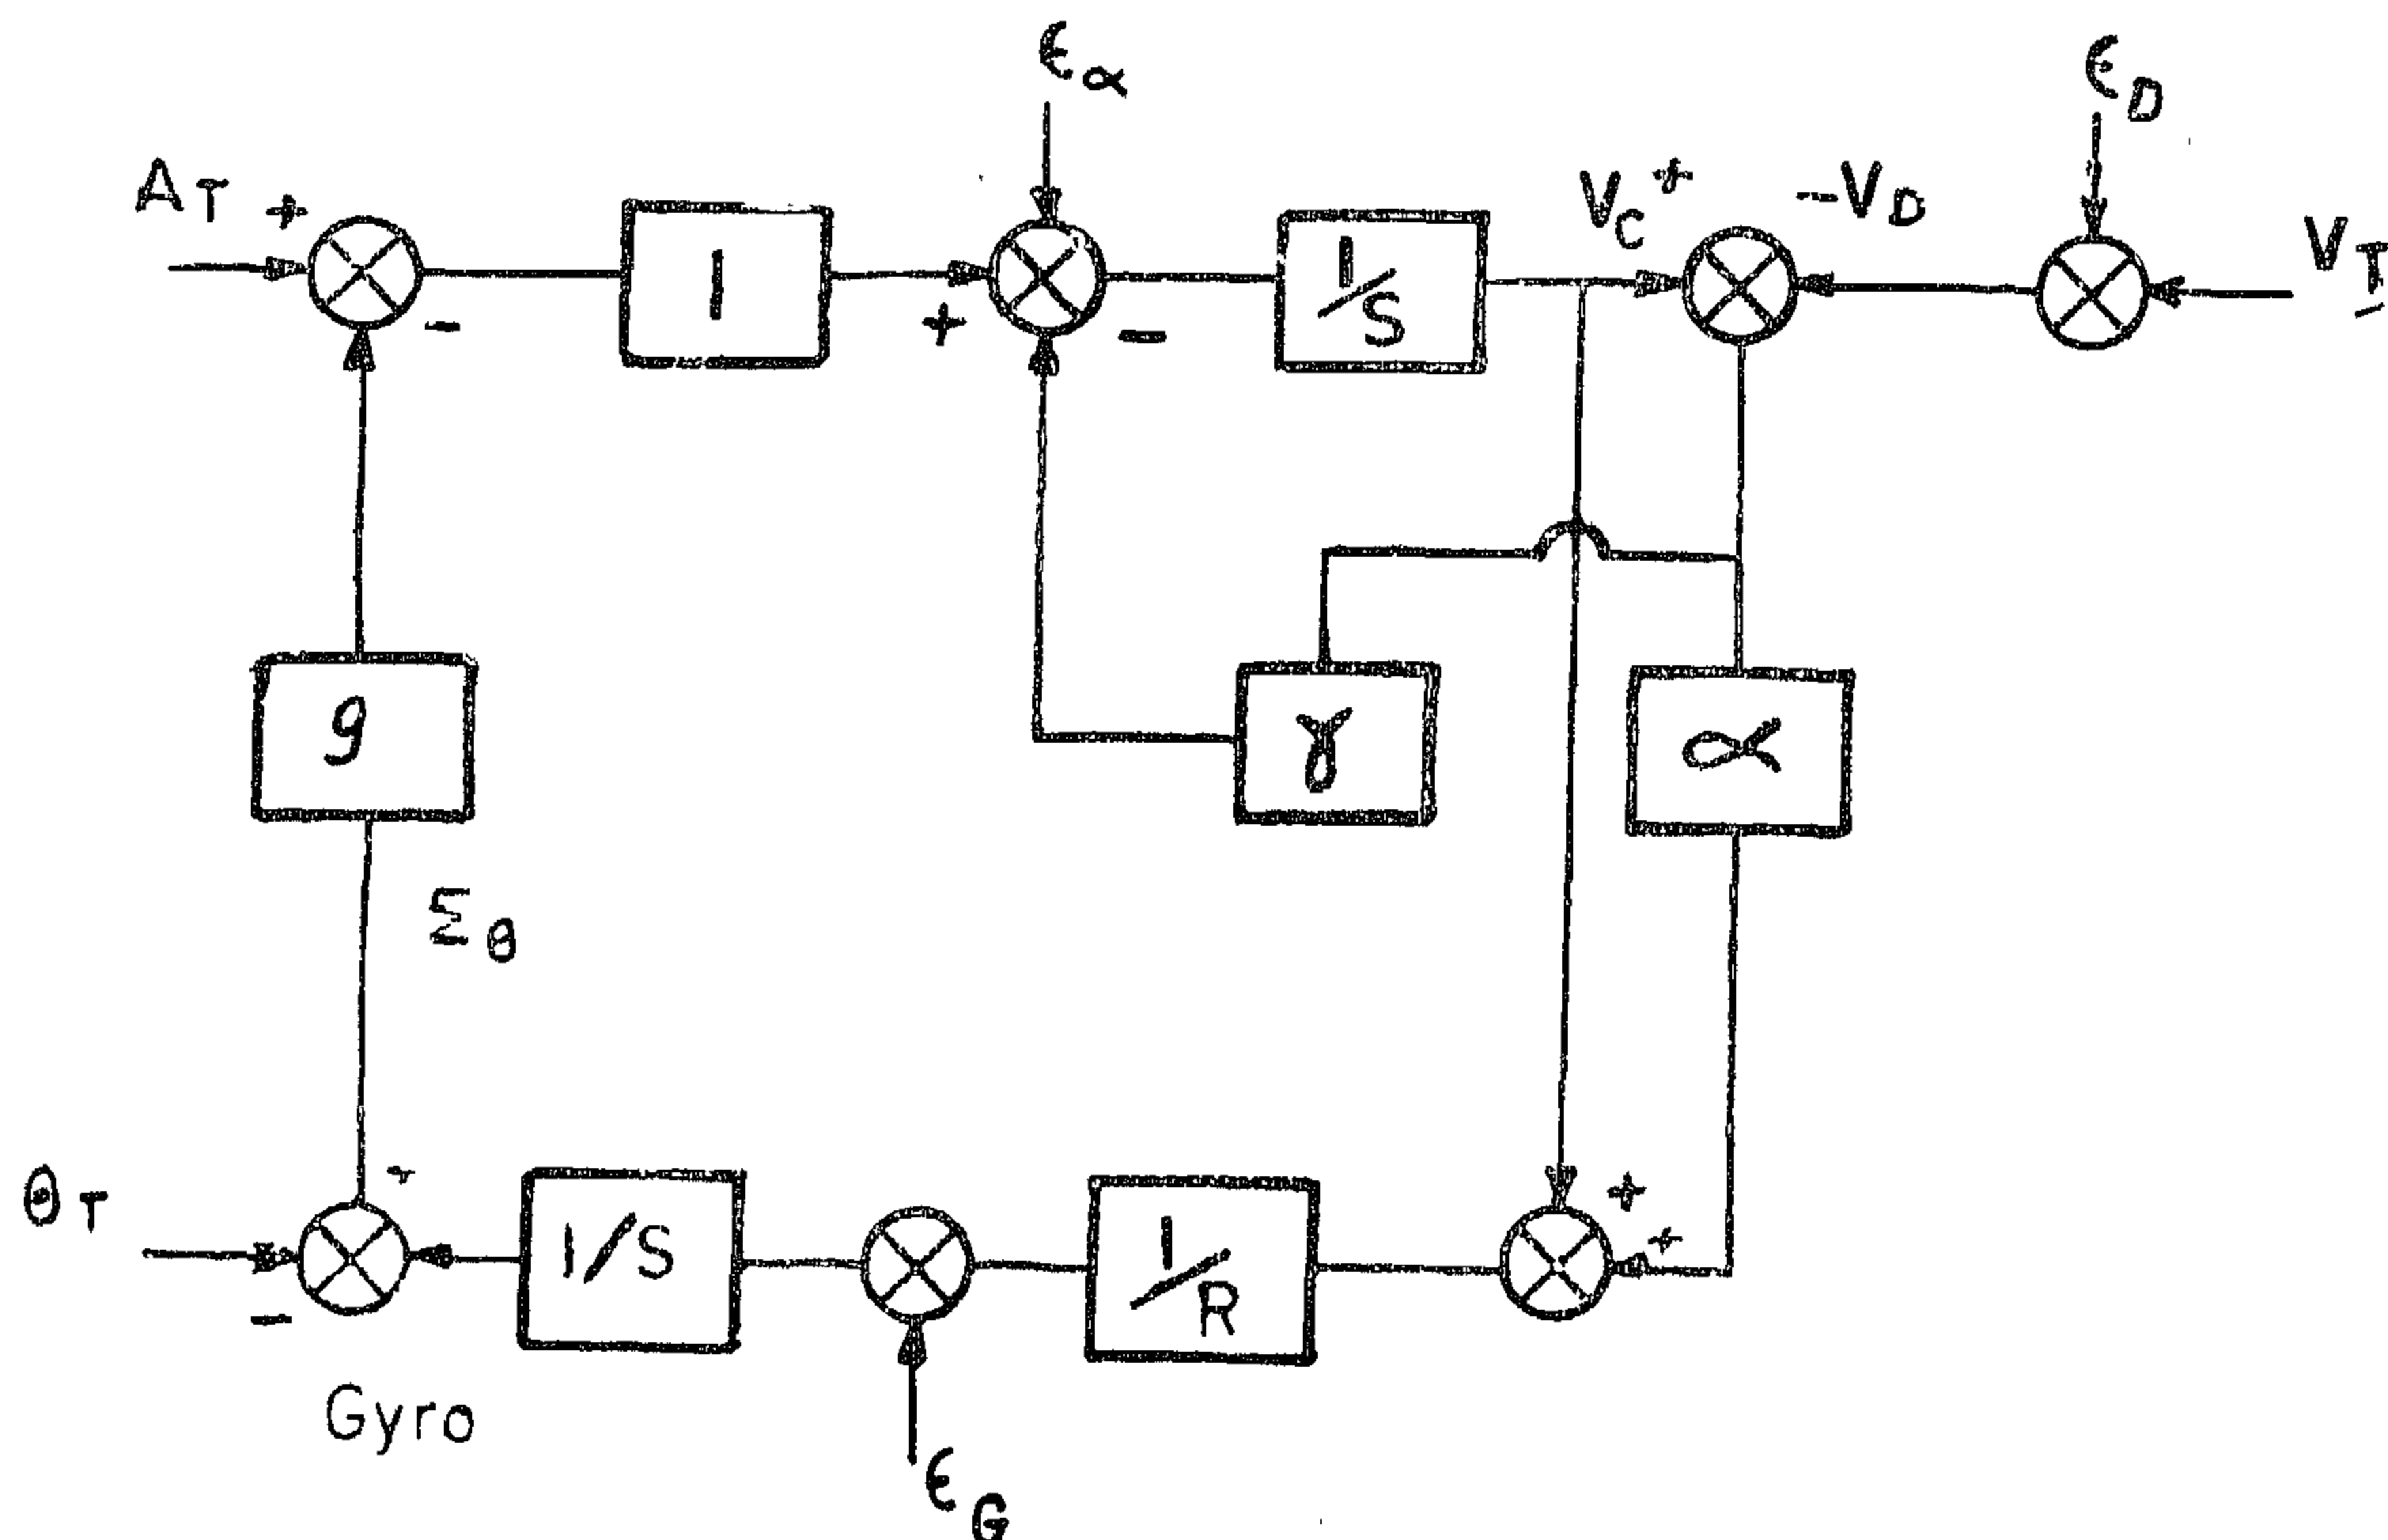 ϵα
ϵD
AT +
-
1
+
-
1/S
VC +
-VD
VT
g
γ
α
Σθ
θT
-
+
1/S
1/R
+
+
Gyro
ϵG